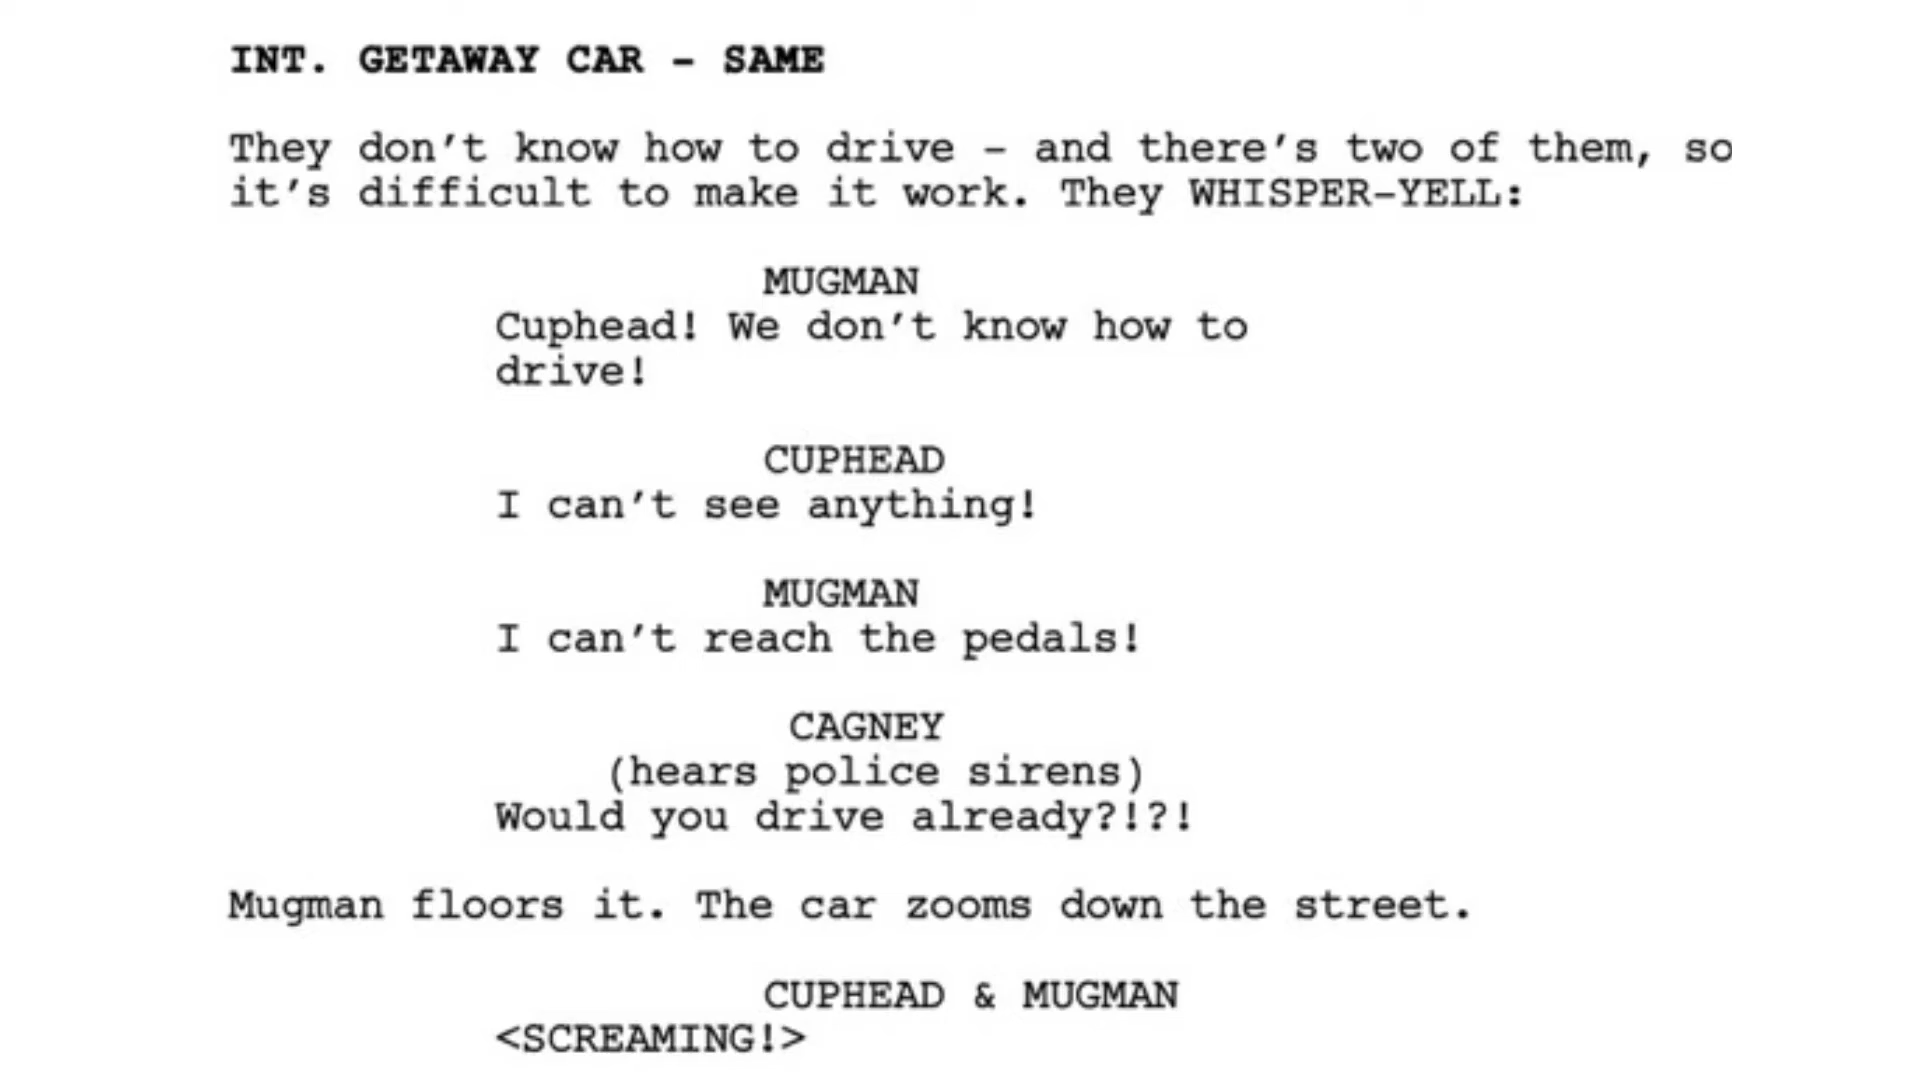 INT. GETAWAY CAR – SAME
They don't know how to drive – and there's two of them, so
it's difficult to make it work. They WHISPER-YELL:
MUGMAN
Cuphead! We don't know how to
drive!
CUPHEAD
I can't see anything!
MUGMAN
I can't reach the pedals!
CAGNEY
(hears police sirens)
Would you drive already?!?!
Mugman floors it. The car zooms down the street.
CUPHEAD & MUGMAN
<SCREAMING!>